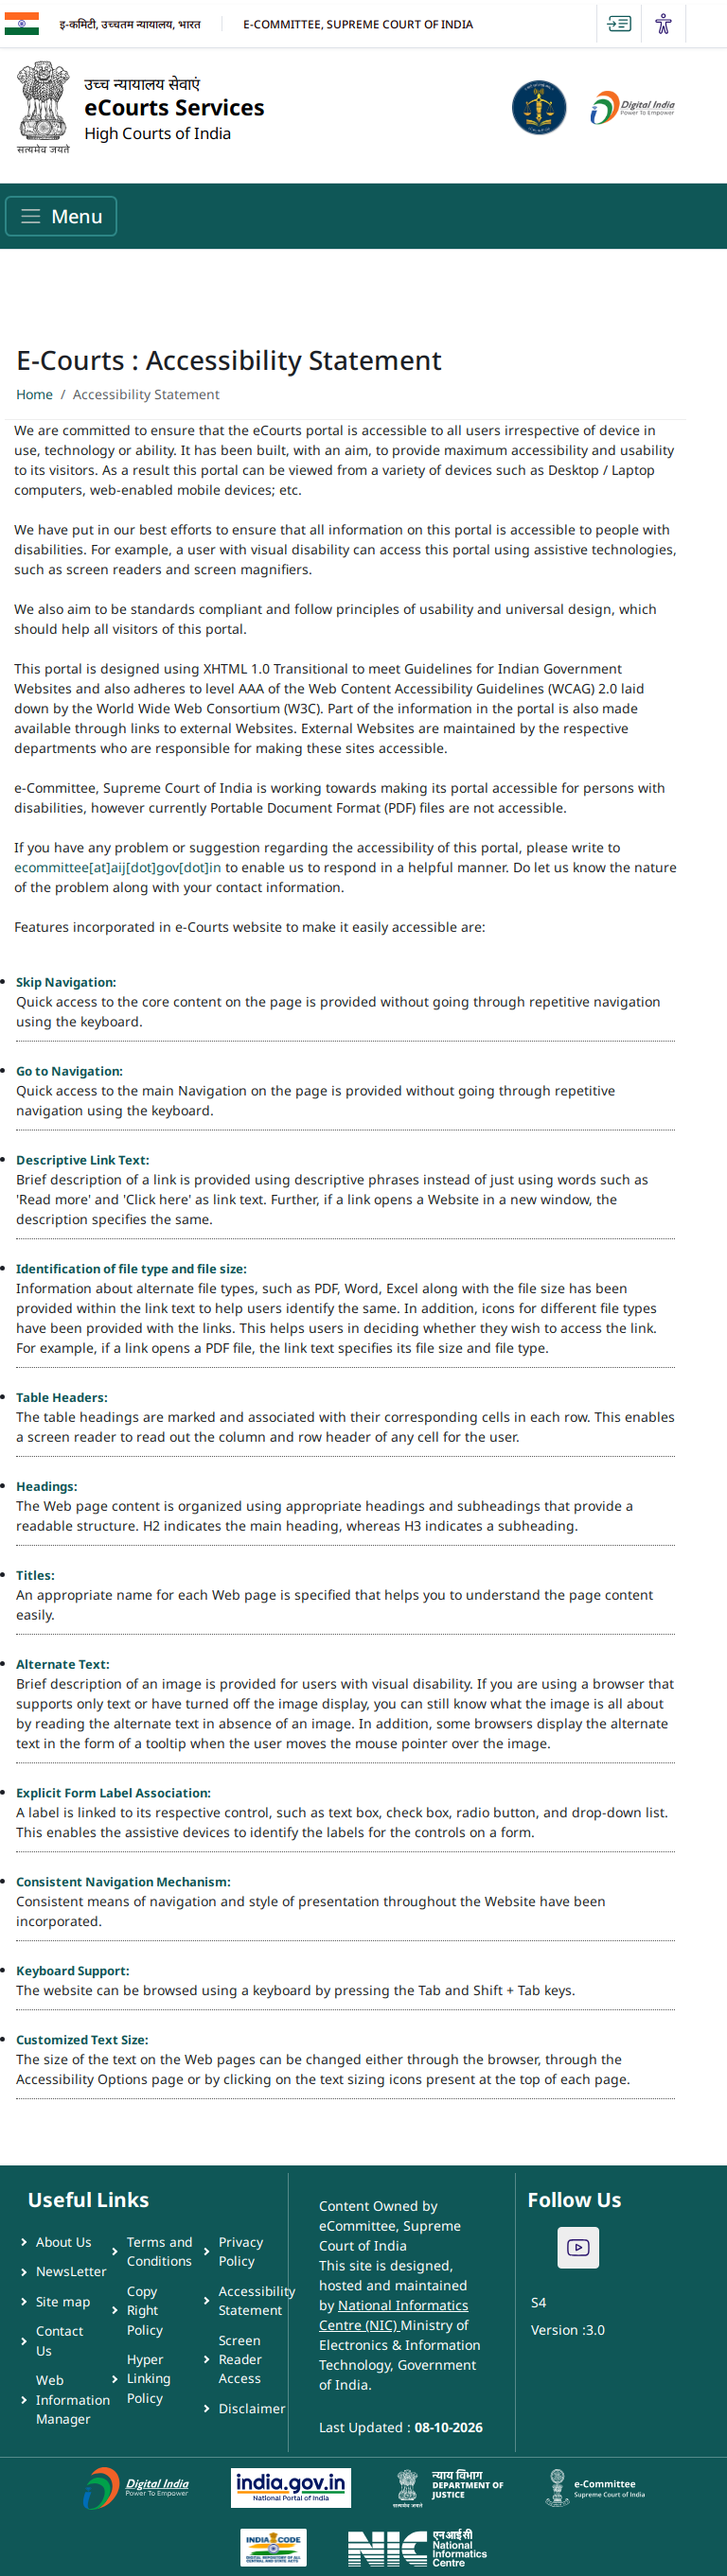 इ-कमिटी, उच्चतम न्यायालय, भारत
E-COMMITTEE, SUPREME COURT OF INDIA
उच्च न्यायालय सेवाएं
eCourts Services
High Courts of India
सत्यमेव जयते
Digital India
Power To Empower
Menu
E-Courts : Accessibility Statement
Home / Accessibility Statement
We are committed to ensure that the eCourts portal is accessible to all users irrespective of device in
use, technology or ability. It has been built, with an aim, to provide maximum accessibility and usability
to its visitors. As a result this portal can be viewed from a variety of devices such as Desktop / Laptop
computers, web-enabled mobile devices; etc.
We have put in our best efforts to ensure that all information on this portal is accessible to people with
disabilities. For example, a user with visual disability can access this portal using assistive technologies,
such as screen readers and screen magnifiers.
We also aim to be standards compliant and follow principles of usability and universal design, which
should help all visitors of this portal.
This portal is designed using XHTML 1.0 Transitional to meet Guidelines for Indian Government
Websites and also adheres to level AAA of the Web Content Accessibility Guidelines (WCAG) 2.0 laid
down by the World Wide Web Consortium (W3C). Part of the information in the portal is also made
available through links to external Websites. External Websites are maintained by the respective
departments who are responsible for making these sites accessible.
e-Committee, Supreme Court of India is working towards making its portal accessible for persons with
disabilities, however currently Portable Document Format (PDF) files are not accessible.
If you have any problem or suggestion regarding the accessibility of this portal, please write to
ecommittee[at]aij[dot]gov[dot]in to enable us to respond in a helpful manner. Do let us know the nature
of the problem along with your contact information.
Features incorporated in e-Courts website to make it easily accessible are:
Skip Navigation:
Quick access to the core content on the page is provided without going through repetitive navigation
using the keyboard.
Go to Navigation:
Quick access to the main Navigation on the page is provided without going through repetitive
navigation using the keyboard.
Descriptive Link Text:
Brief description of a link is provided using descriptive phrases instead of just using words such as
'Read more' and 'Click here' as link text. Further, if a link opens a Website in a new window, the
description specifies the same.
Identification of file type and file size:
Information about alternate file types, such as PDF, Word, Excel along with the file size has been
provided within the link text to help users identify the same. In addition, icons for different file types
have been provided with the links. This helps users in deciding whether they wish to access the link.
For example, if a link opens a PDF file, the link text specifies its file size and file type.
Table Headers:
The table headings are marked and associated with their corresponding cells in each row. This enables
a screen reader to read out the column and row header of any cell for the user.
Headings:
The Web page content is organized using appropriate headings and subheadings that provide a
readable structure. H2 indicates the main heading, whereas H3 indicates a subheading.
Titles:
An appropriate name for each Web page is specified that helps you to understand the page content
easily.
Alternate Text:
Brief description of an image is provided for users with visual disability. If you are using a browser that
supports only text or have turned off the image display, you can still know what the image is all about
by reading the alternate text in absence of an image. In addition, some browsers display the alternate
text in the form of a tooltip when the user moves the mouse pointer over the image.
Explicit Form Label Association:
A label is linked to its respective control, such as text box, check box, radio button, and drop-down list.
This enables the assistive devices to identify the labels for the controls on a form.
Consistent Navigation Mechanism:
Consistent means of navigation and style of presentation throughout the Website have been
incorporated.
Keyboard Support:
The website can be browsed using a keyboard by pressing the Tab and Shift + Tab keys.
Customized Text Size:
The size of the text on the Web pages can be changed either through the browser, through the
Accessibility Options page or by clicking on the text sizing icons present at the top of each page.
Useful Links
About Us
NewsLetter
Site map
Contact
Us
Web
Information
Manager
Terms and
Conditions
Copy
Right
Policy
Hyper
Linking
Policy
Privacy
Policy
Accessibility
Statement
Screen
Reader
Access
Disclaimer
Content Owned by
eCommittee, Supreme
Court of India
This site is designed,
hosted and maintained
by National Informatics
Centre (NIC) Ministry of
Electronics & Information
Technology, Government
of India.
Last Updated : 08-10-2026
Follow Us
S4
Version :3.0
Digital India
Power To Empower
india.gov.in
National Portal of India
सत्यमेव जयते
न्याय विभाग
DEPARTMENT OF
JUSTICE
e-Committee
Supreme Court of India
INDIA CODE
DIGITAL REPOSITORY OF ALL
CENTRAL AND STATE ACTS
NIC
एनआईसी
National
Informatics
Centre